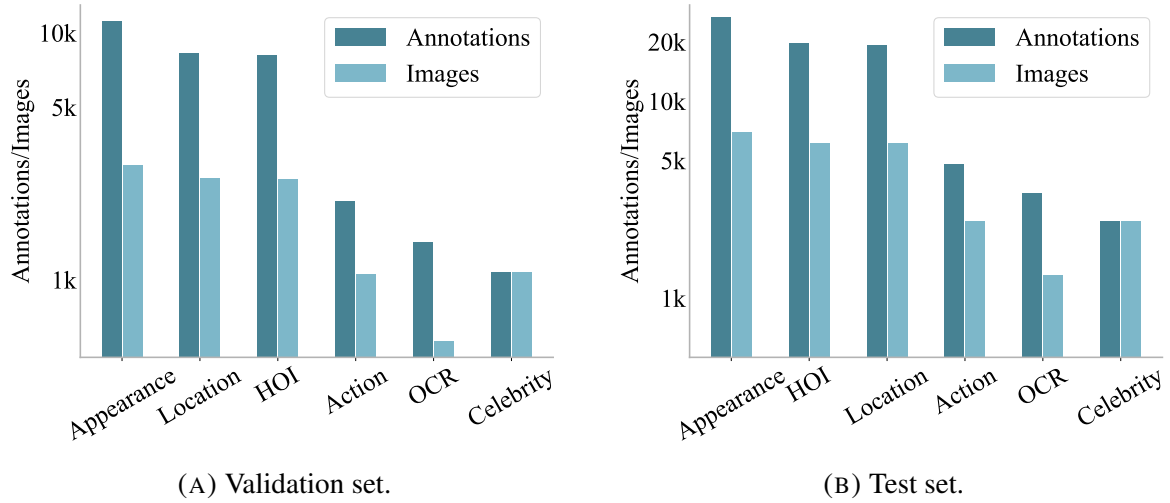 Annotations/Images
10k
5k
1k
Annotations
Images
Appearance
Location
HOI
Action
OCR
Celebrity
(A) Validation set.
Annotations/Images
20k
10k
5k
1k
Annotations
Images
Appearance
HOI
Location
Action
OCR
Celebrity
(B) Test set.